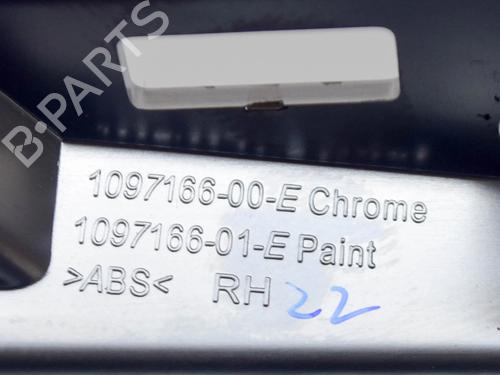 B-PARTS
1097166-00-E Chrome
1097166-01-E Paint
>ABS< RH 22